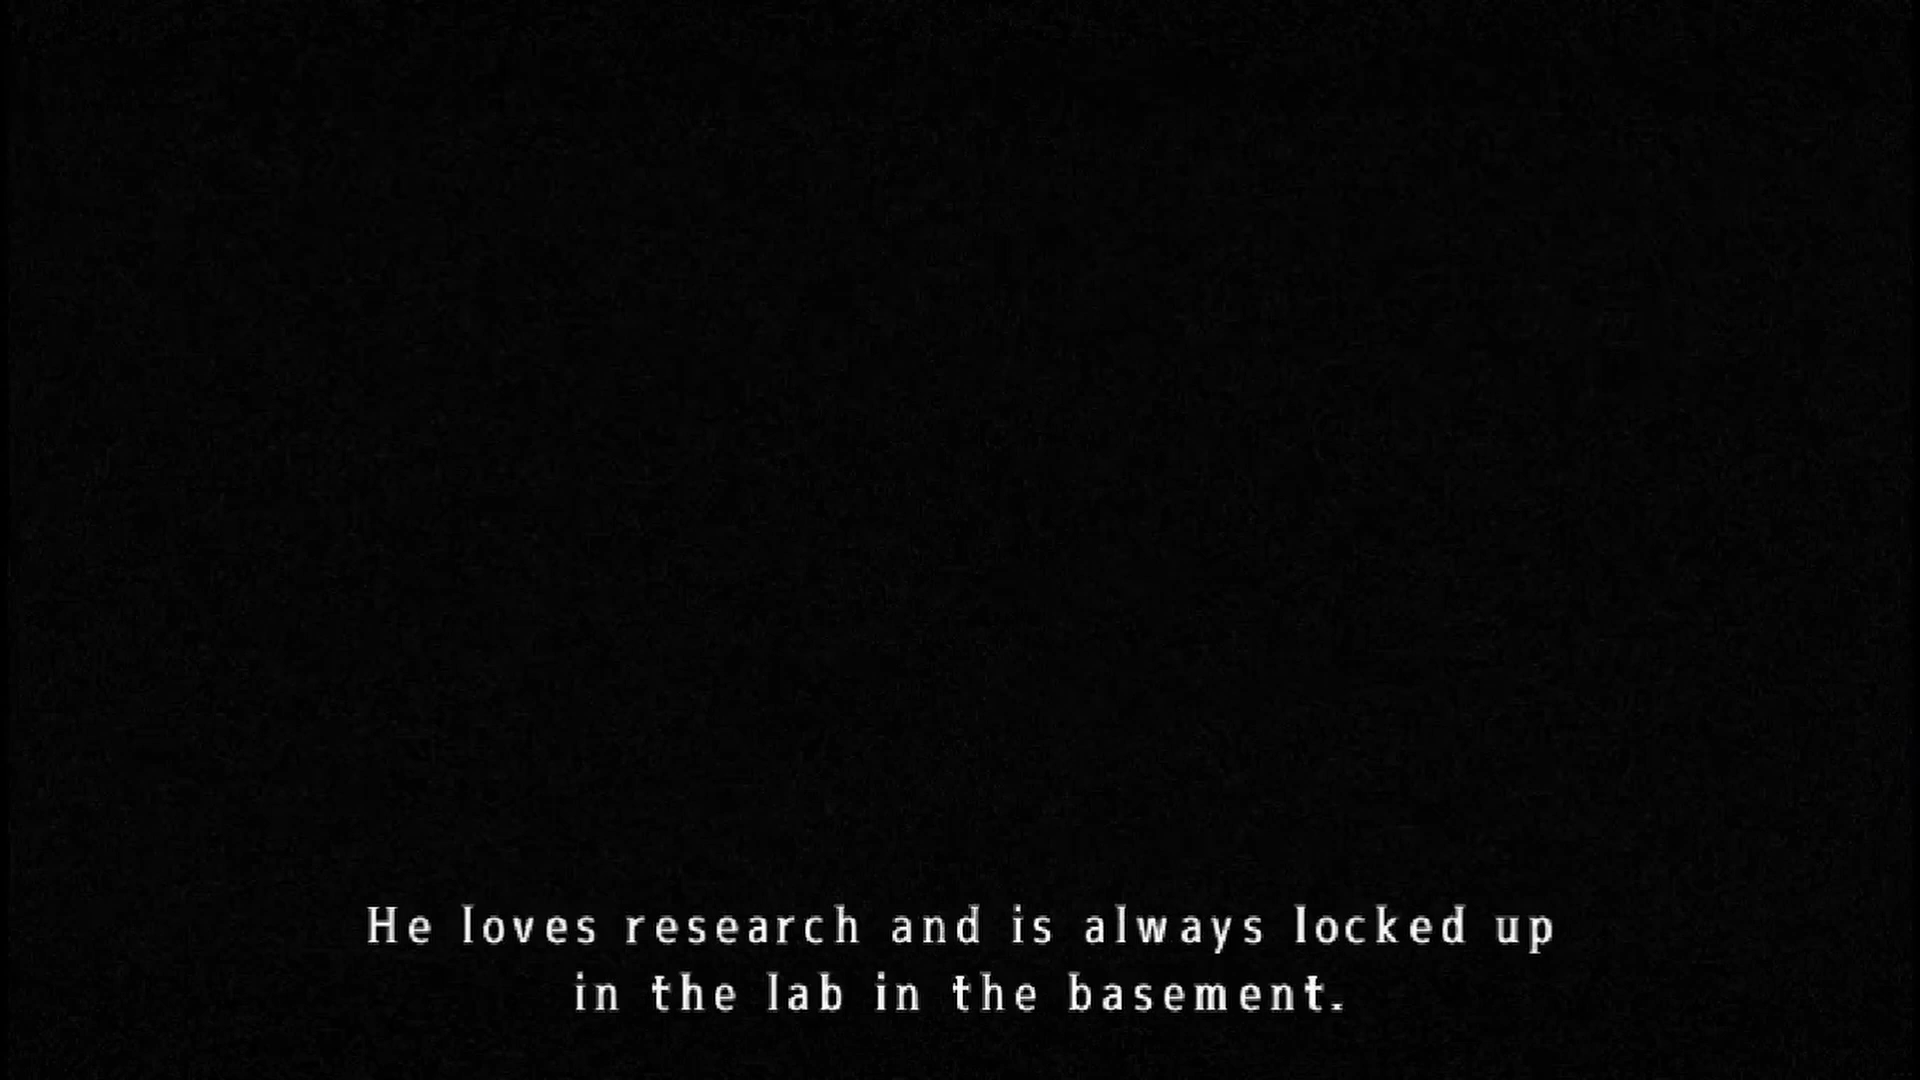 He loves research and is always locked up
in the lab in the basement.